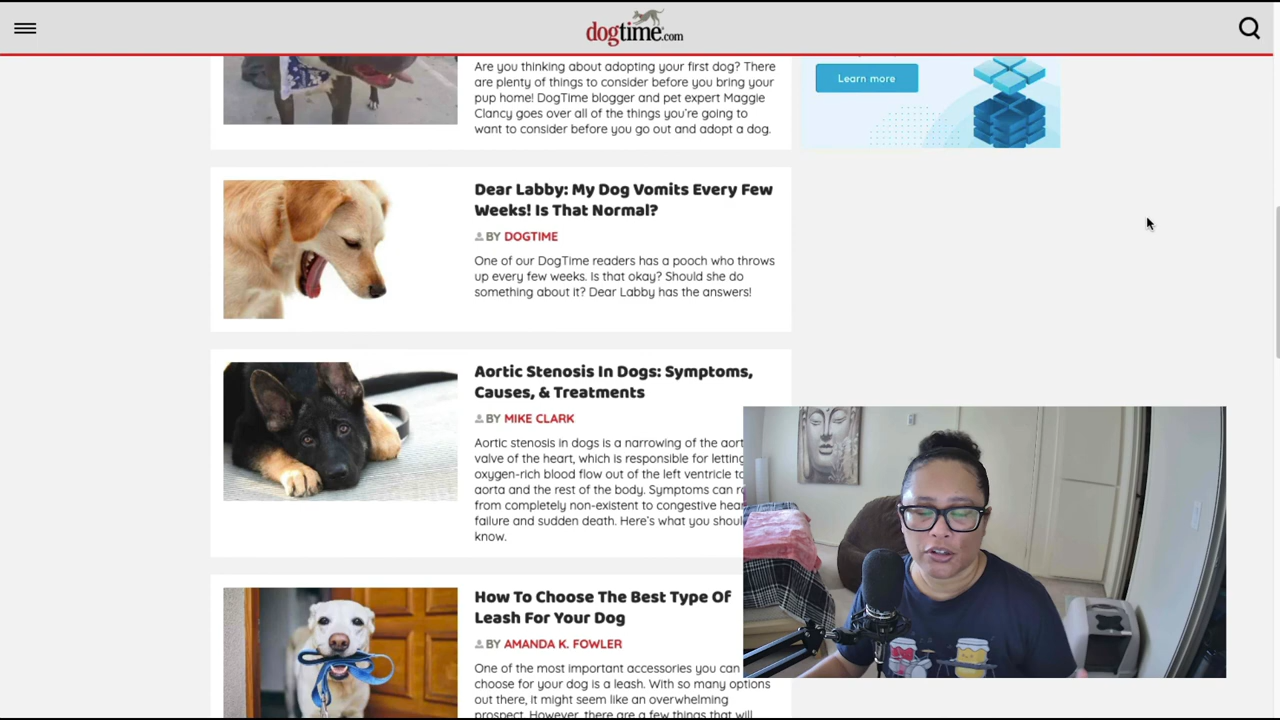 dogtime.com
Are you thinking about adopting your first dog? There
are plenty of things to consider before you bring your
pup home! DogTime blogger and pet expert Maggie
Clancy goes over all of the things you're going to
want to consider before you go out and adopt a dog.
Learn more
Dear Labby: My Dog Vomits Every Few
Weeks! Is That Normal?
BY DOGTIME
One of our DogTime readers has a pooch who throws
up every few weeks. Is that okay? Should she do
something about it? Dear Labby has the answers!
Aortic Stenosis In Dogs: Symptoms,
Causes, & Treatments
BY MIKE CLARK
Aortic stenosis in dogs is a narrowing of the
valve of the heart, which is responsible for letting
oxygen-rich blood flow out of the left ventricle
aorta and the rest of the body. Symptoms can
from completely non-existent to congestive
failure and sudden death. Here's what you
know.
How To Choose The Best Type Of
Leash For Your Dog
BY AMANDA K. FOWLER
One of the most important accessories you can
choose for your dog is a leash. With so many options
out there, it might seem like an overwhelming
prospect. However, there are a few things that will